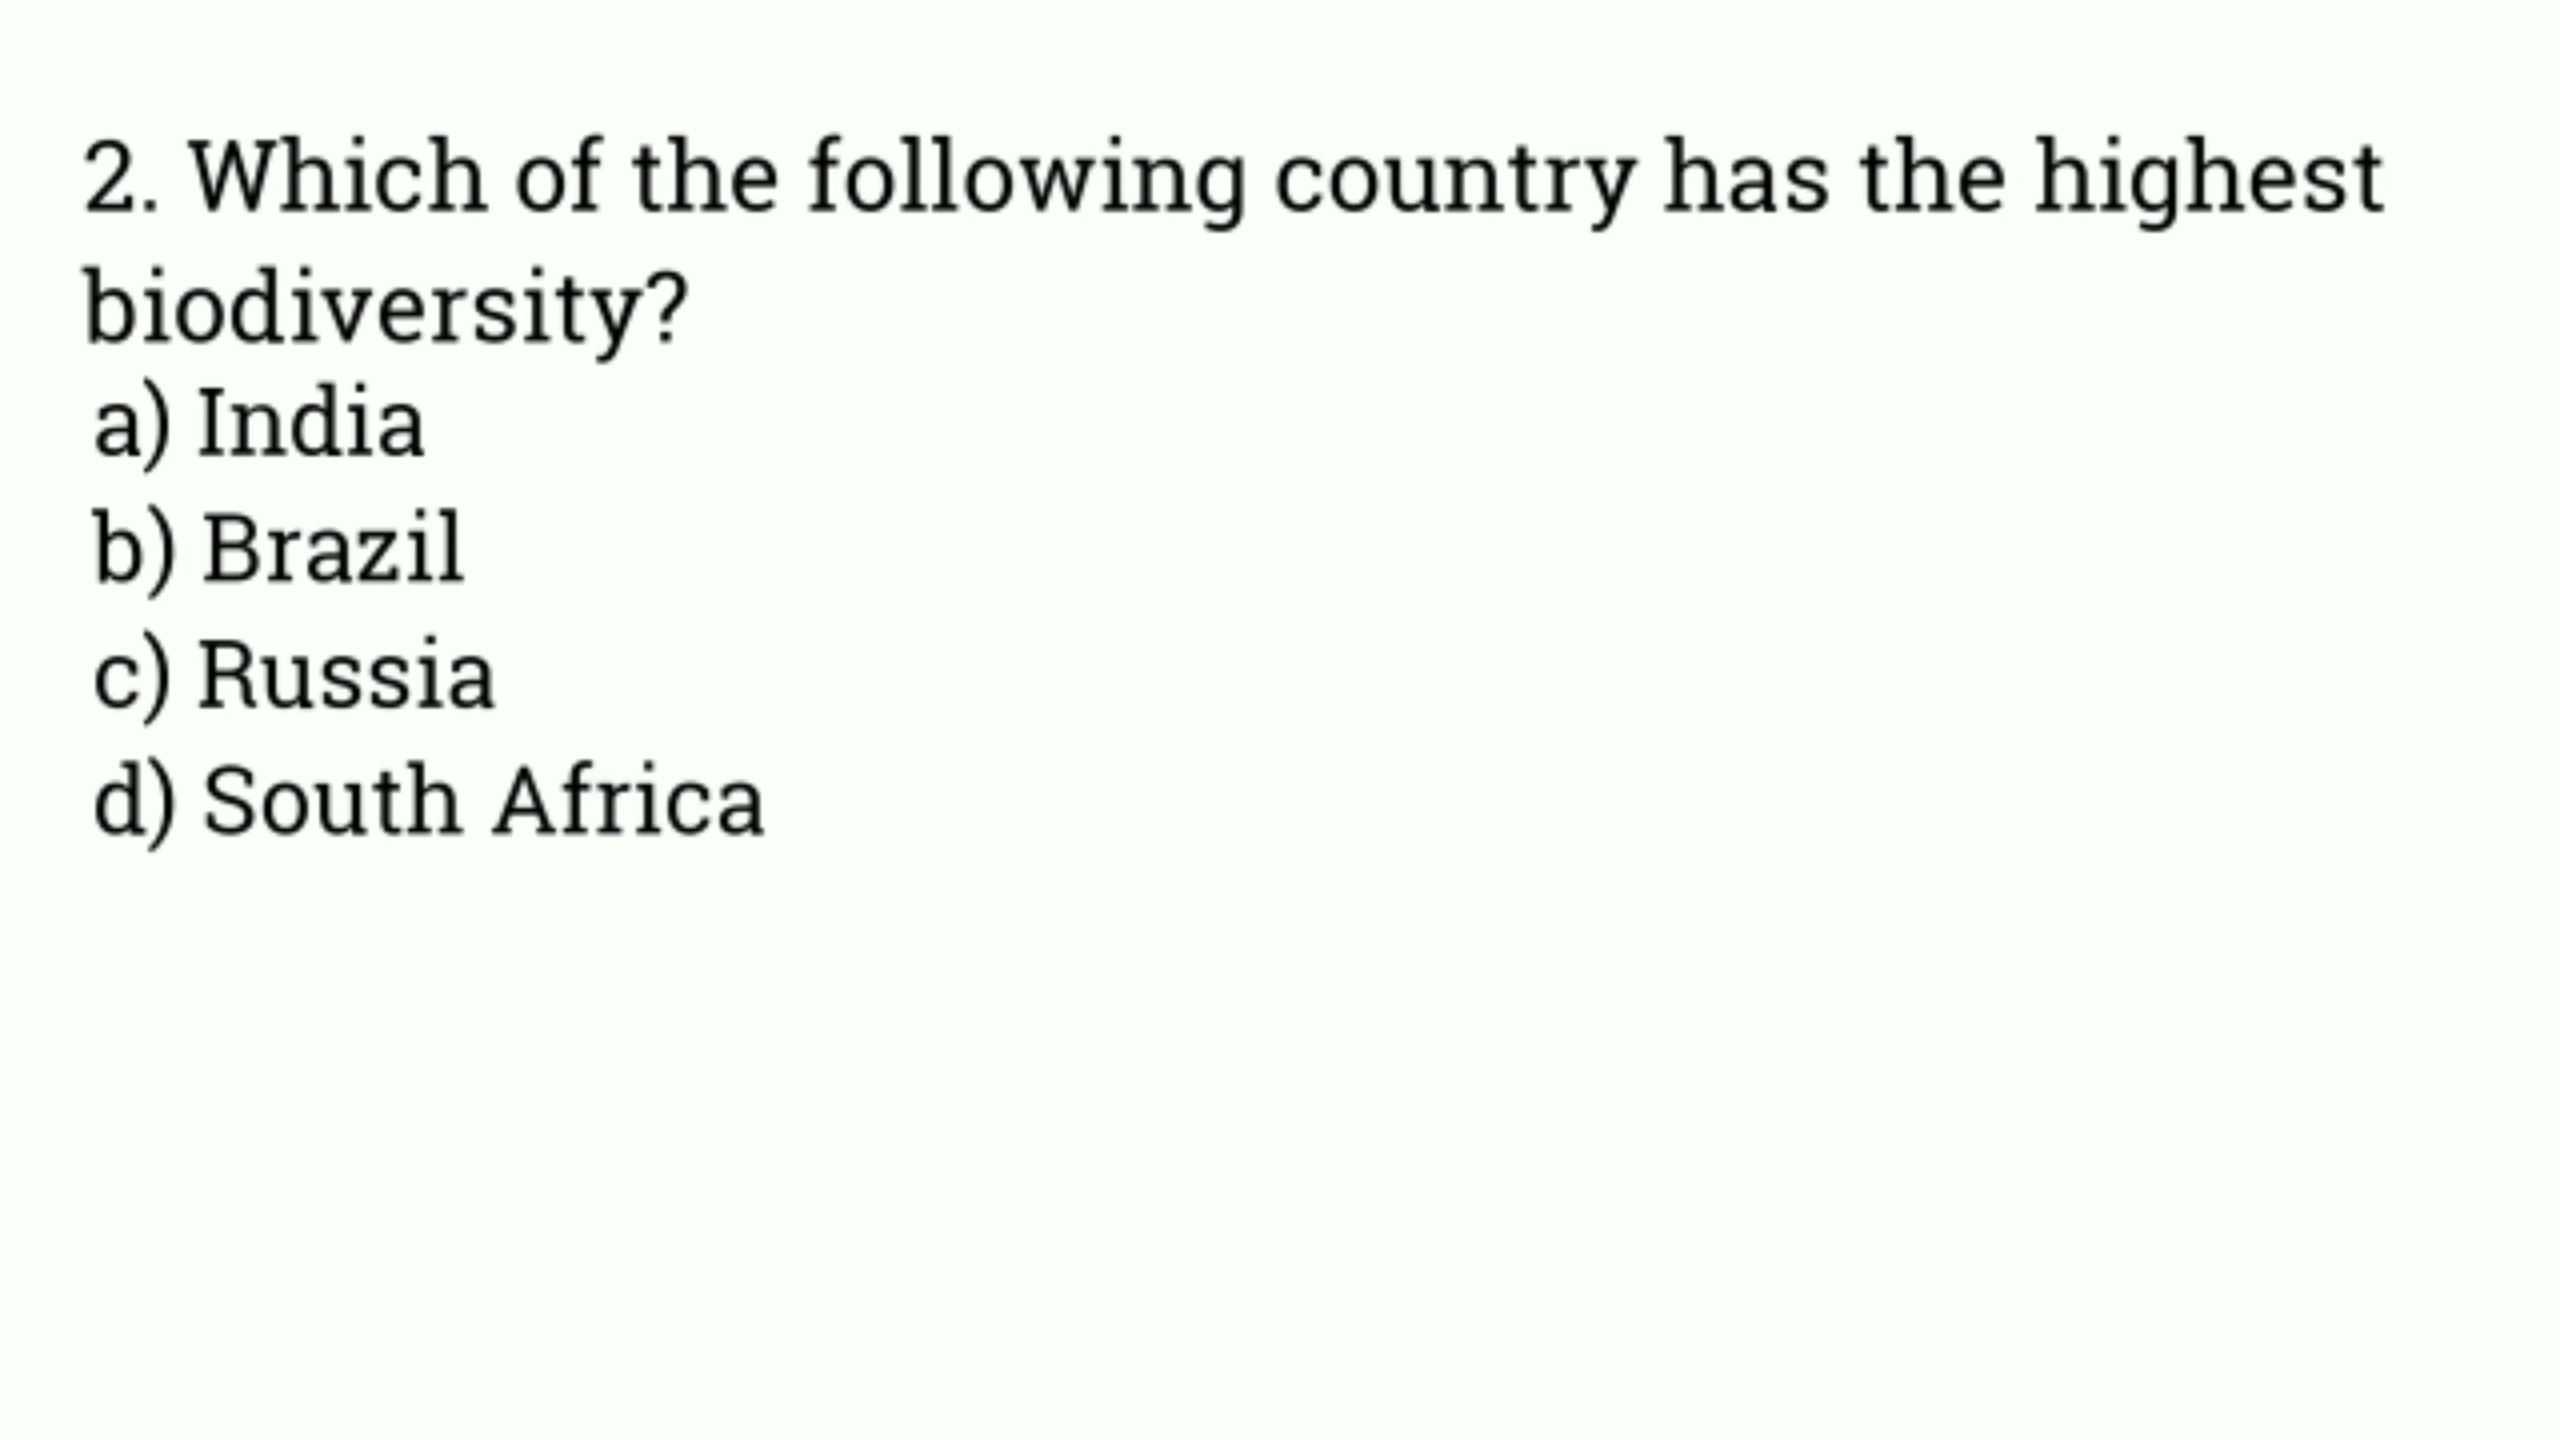 2. Which of the following country has the highest
biodiversity?
a) India
b) Brazil
c) Russia
d) South Africa